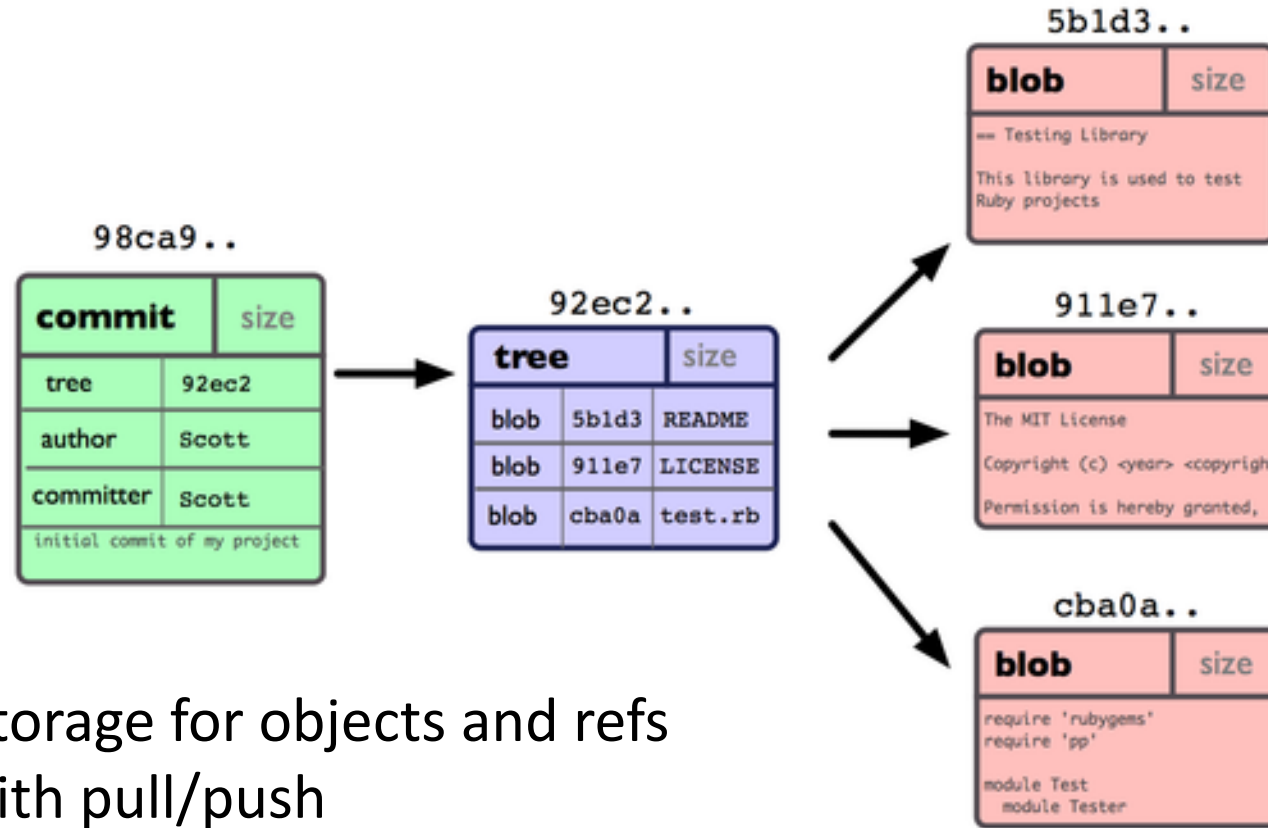 98ca9..
commit size
tree 92ec2
author Scott
committer Scott
initial commit of my project
92ec2..
tree size
blob 5b1d3 README
blob 911e7 LICENSE
blob cba0a test.rb
5b1d3..
blob size
== Testing Library
This library is used to test
Ruby projects
911e7..
blob size
The MIT License
Copyright (c) <year> <copyrigh
Permission is hereby granted,
cba0a..
blob size
require 'rubygems'
require 'pp'
module Test
module Tester
torage for objects and refs
ith pull/push